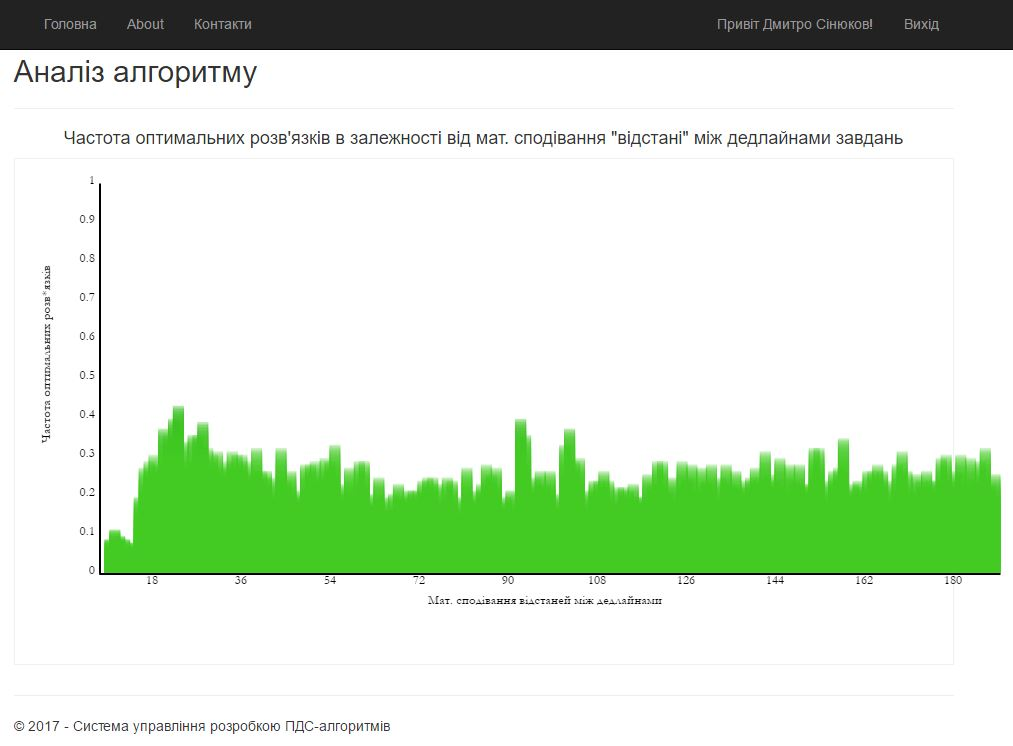 Головна About Контакти Привіт Дмитро Сінюков! Вихід
Аналіз алгоритму
Частота оптимальних розв'язків в залежності від мат. сподівання "відстані" між дедлайнами завдань
1
0.9
0.8
0.7
0.6
0.5
0.4
0.3
0.2
0.1
0
Частота оптимальних розв*язків
18 36 54 72 90 108 126 144 162 180
Мат. сподівання відстаней між дедлайнами
© 2017 - Система управління розробкою ПДС-алгоритмів